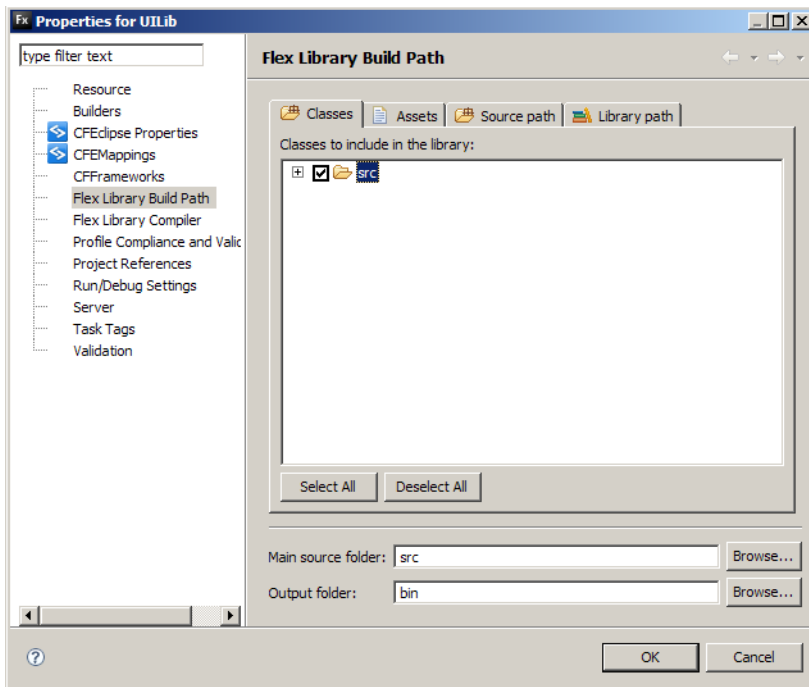 Fx Properties for UILib
type filter text
Flex Library Build Path
Resource
Builders
CFEclipse Properties
CFEMappings
CFFrameworks
Flex Library Build Path
Flex Library Compiler
Profile Compliance and Valic
Project References
Run/Debug Settings
Server
Task Tags
Validation
Classes
Assets
Source path
Library path
Classes to include in the library:
src
Select All
Deselect All
Main source folder:
src
Browse...
Output folder:
bin
Browse...
?
OK
Cancel